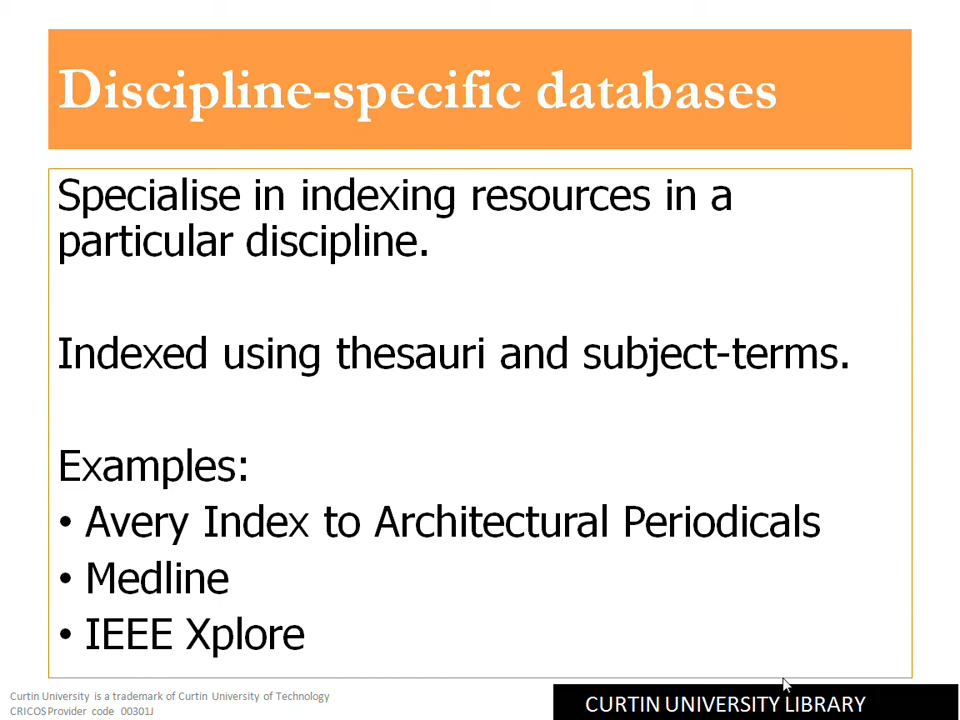 Discipline-specific databases
Specialise in indexing resources in a
particular discipline.
Indexed using thesauri and subject-terms.
Examples:
• Avery Index to Architectural Periodicals
• Medline
• IEEE Xplore
Curtin University is a trademark of Curtin University of Technology
CRICOS Provider code 00301J
CURTIN UNIVERSITY LIBRARY